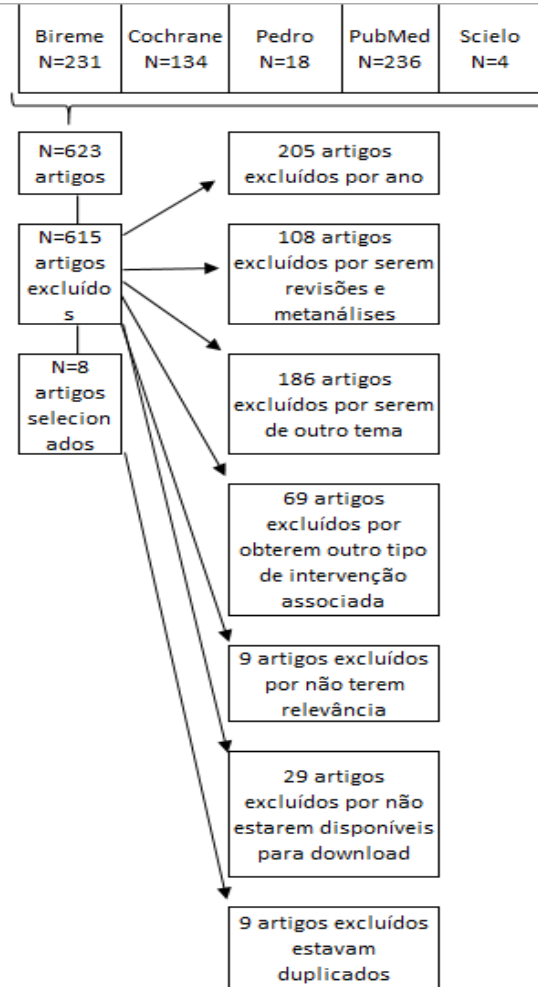 Bireme
N=231
Cochrane
N=134
Pedro
N=18
PubMed
N=236
Scielo
N=4
N=623
artigos
205 artigos
excluídos por ano
N=615
artigos
excluído
s
108 artigos
excluídos por serem
revisões e
metanálises
N=8
artigos
selecion
ados
186 artigos
excluídos por serem
de outro tema
69 artigos
excluídos por
obterem outro tipo
de intervenção
associada
9 artigos excluídos
por não terem
relevância
29 artigos
excluídos por não
estarem disponíveis
para download
9 artigos excluídos
estavam
duplicados